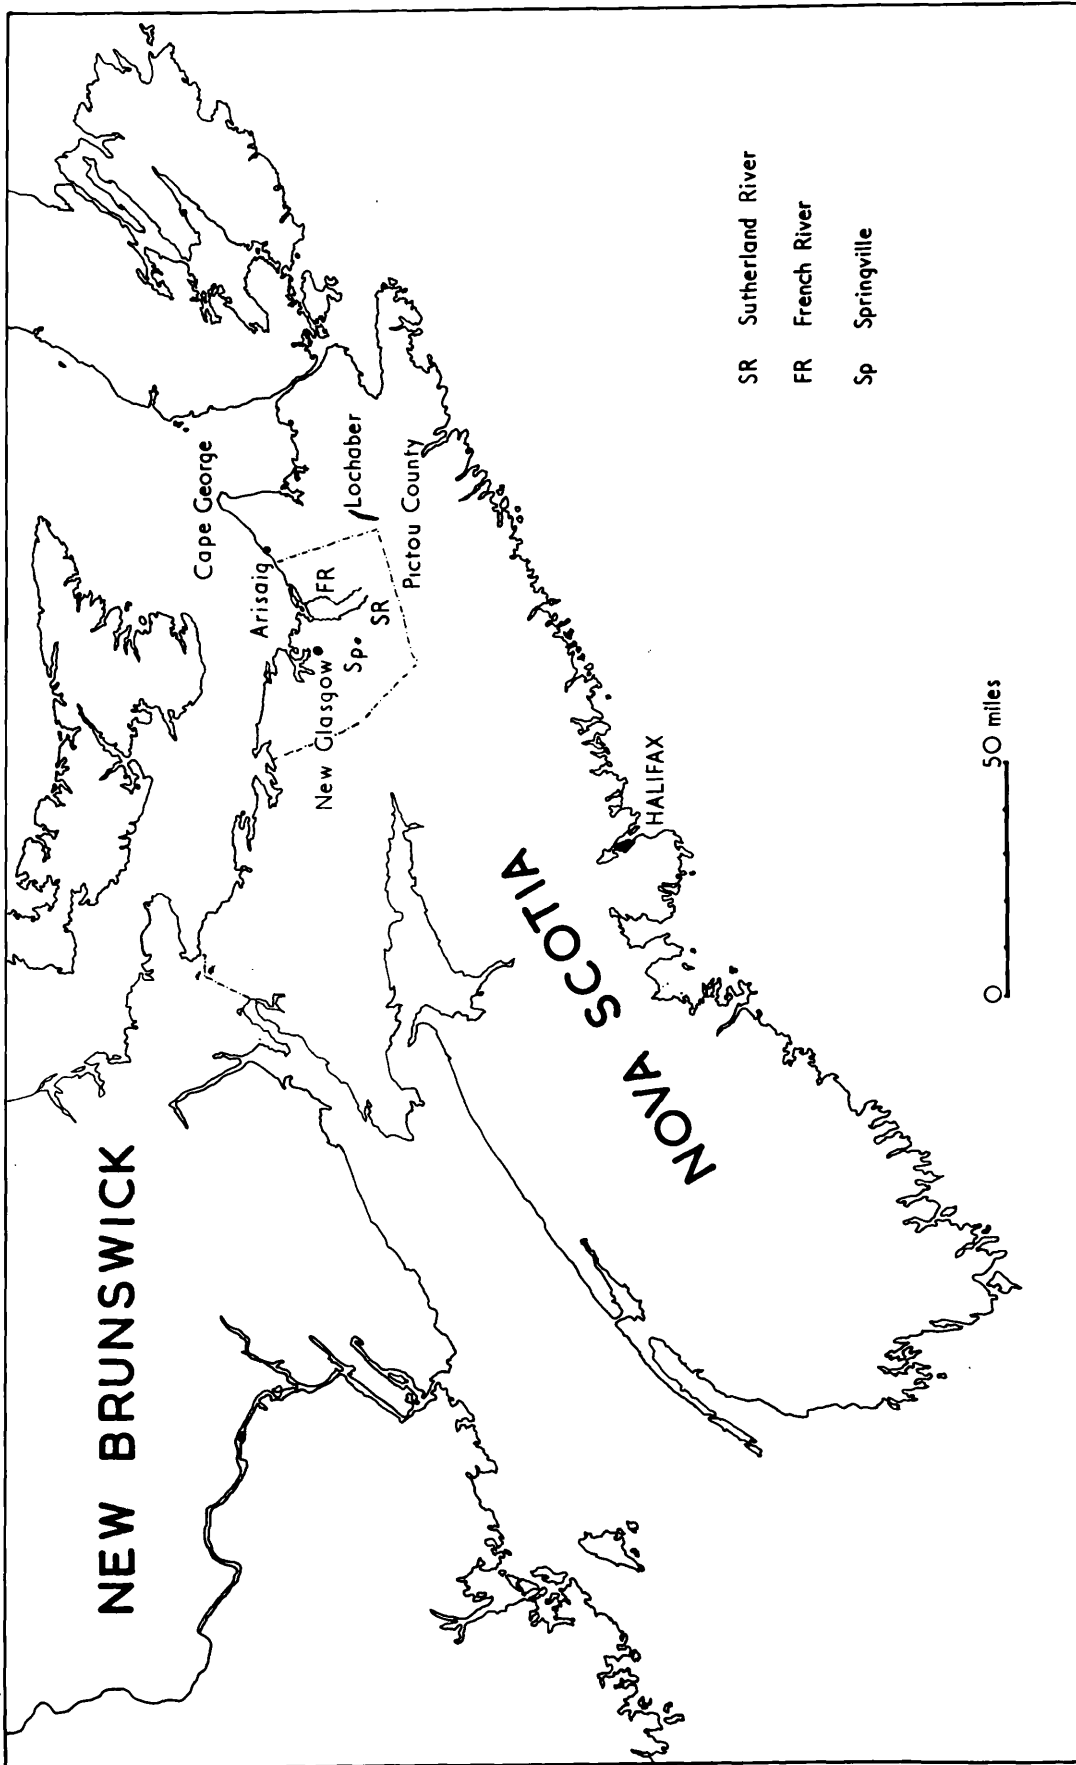 NEW BRUNSWICK
NOVA SCOTIA
Cape George
Arisaig
Lochaber
FR
SR
Sp
New Glasgow
Pictou County
HALIFAX
0 50 miles
SR Sutherland River
FR French River
Sp Springville